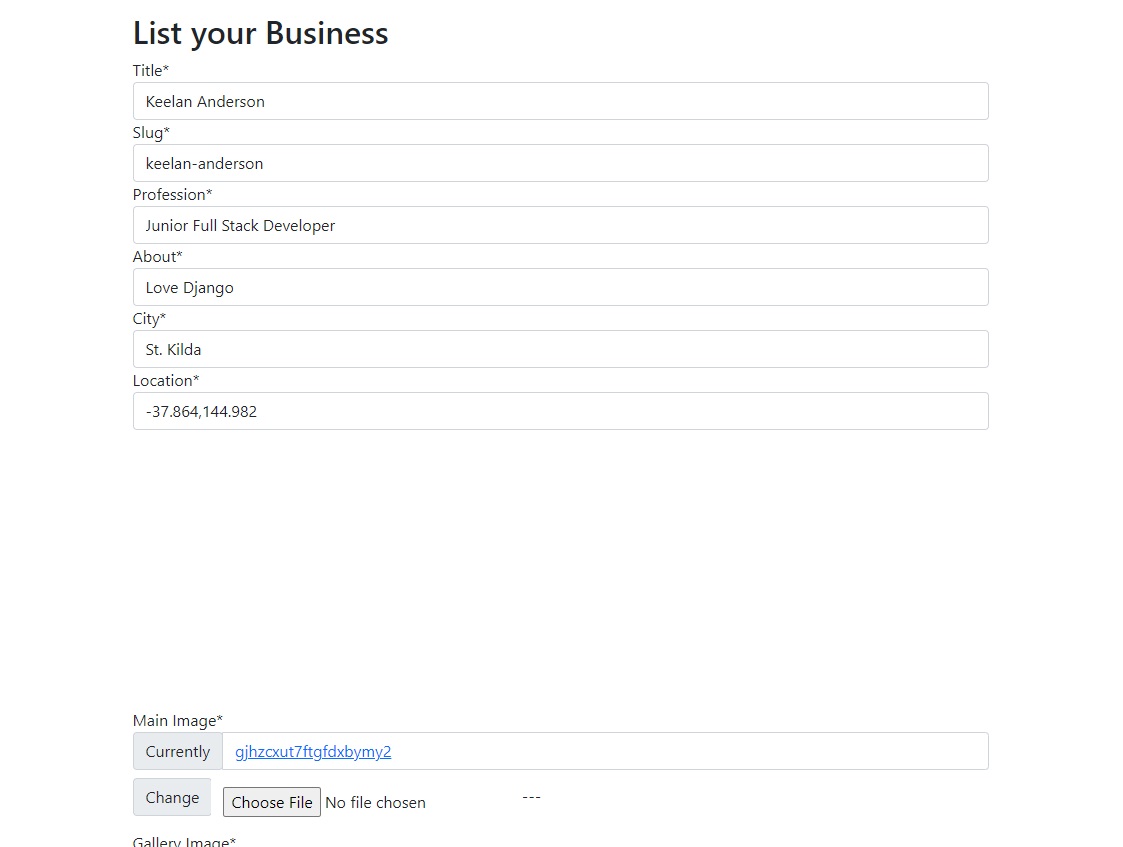 List your Business
Title*
Keelan Anderson
Slug*
keelan-anderson
Profession*
Junior Full Stack Developer
About*
Love Django
City*
St. Kilda
Location*
-37.864,144.982
Main Image*
Currently gjhzcxut7ftgfdxbymy2
Change Choose File No file chosen ---
Gallery Image*